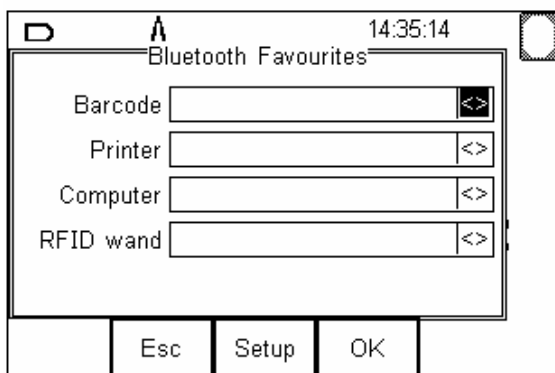 14:35:14
Bluetooth Favourites
Barcode <>
Printer <>
Computer <>
RFID wand <>
Esc Setup OK